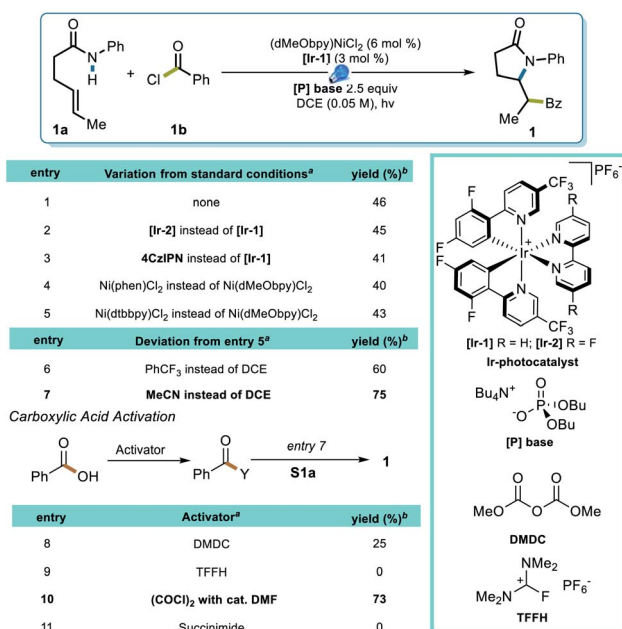 O
N
Ph
H
Me
1a
+
O
Cl
Ph
1b
(dMeObpy)NiCl₂ (6 mol %)
[Ir-1] (3 mol %)
[P] base 2.5 equiv
DCE (0.05 M), hv
O
N
Ph
Me
Bz
1
entry Variation from standard conditionsᵃ yield (%)ᵇ
1 none 46
2 [Ir-2] instead of [Ir-1] 45
3 4CzIPN instead of [Ir-1] 41
4 Ni(phen)Cl₂ instead of Ni(dMeObpy)Cl₂ 40
5 Ni(dtbbpy)Cl₂ instead of Ni(dMeObpy)Cl₂ 43
entry Deviation from entry 5ᵃ yield (%)ᵇ
6 PhCF₃ instead of DCE 60
7 MeCN instead of DCE 75
Carboxylic Acid Activation
O
Ph
OH
Activator
O
Ph
Y
entry 7
S1a
1
entry Activatorᵃ yield (%)ᵇ
8 DMDC 25
9 TFFH 0
10 (COCl)₂ with cat. DMF 73
11 Succinimide 0
PF₆⁻
CF₃
R
F
N
N
F
Ir⁺
F
N
N
F
R
CF₃
[Ir-1] R = H; [Ir-2] R = F
Ir-photocatalyst
Bu₄N⁺
O
⁻O
P
OBu
OBu
[P] base
O
O
MeO
O
OMe
DMDC
NMe₂
+
Me₂N
F
PF₆⁻
TFFH